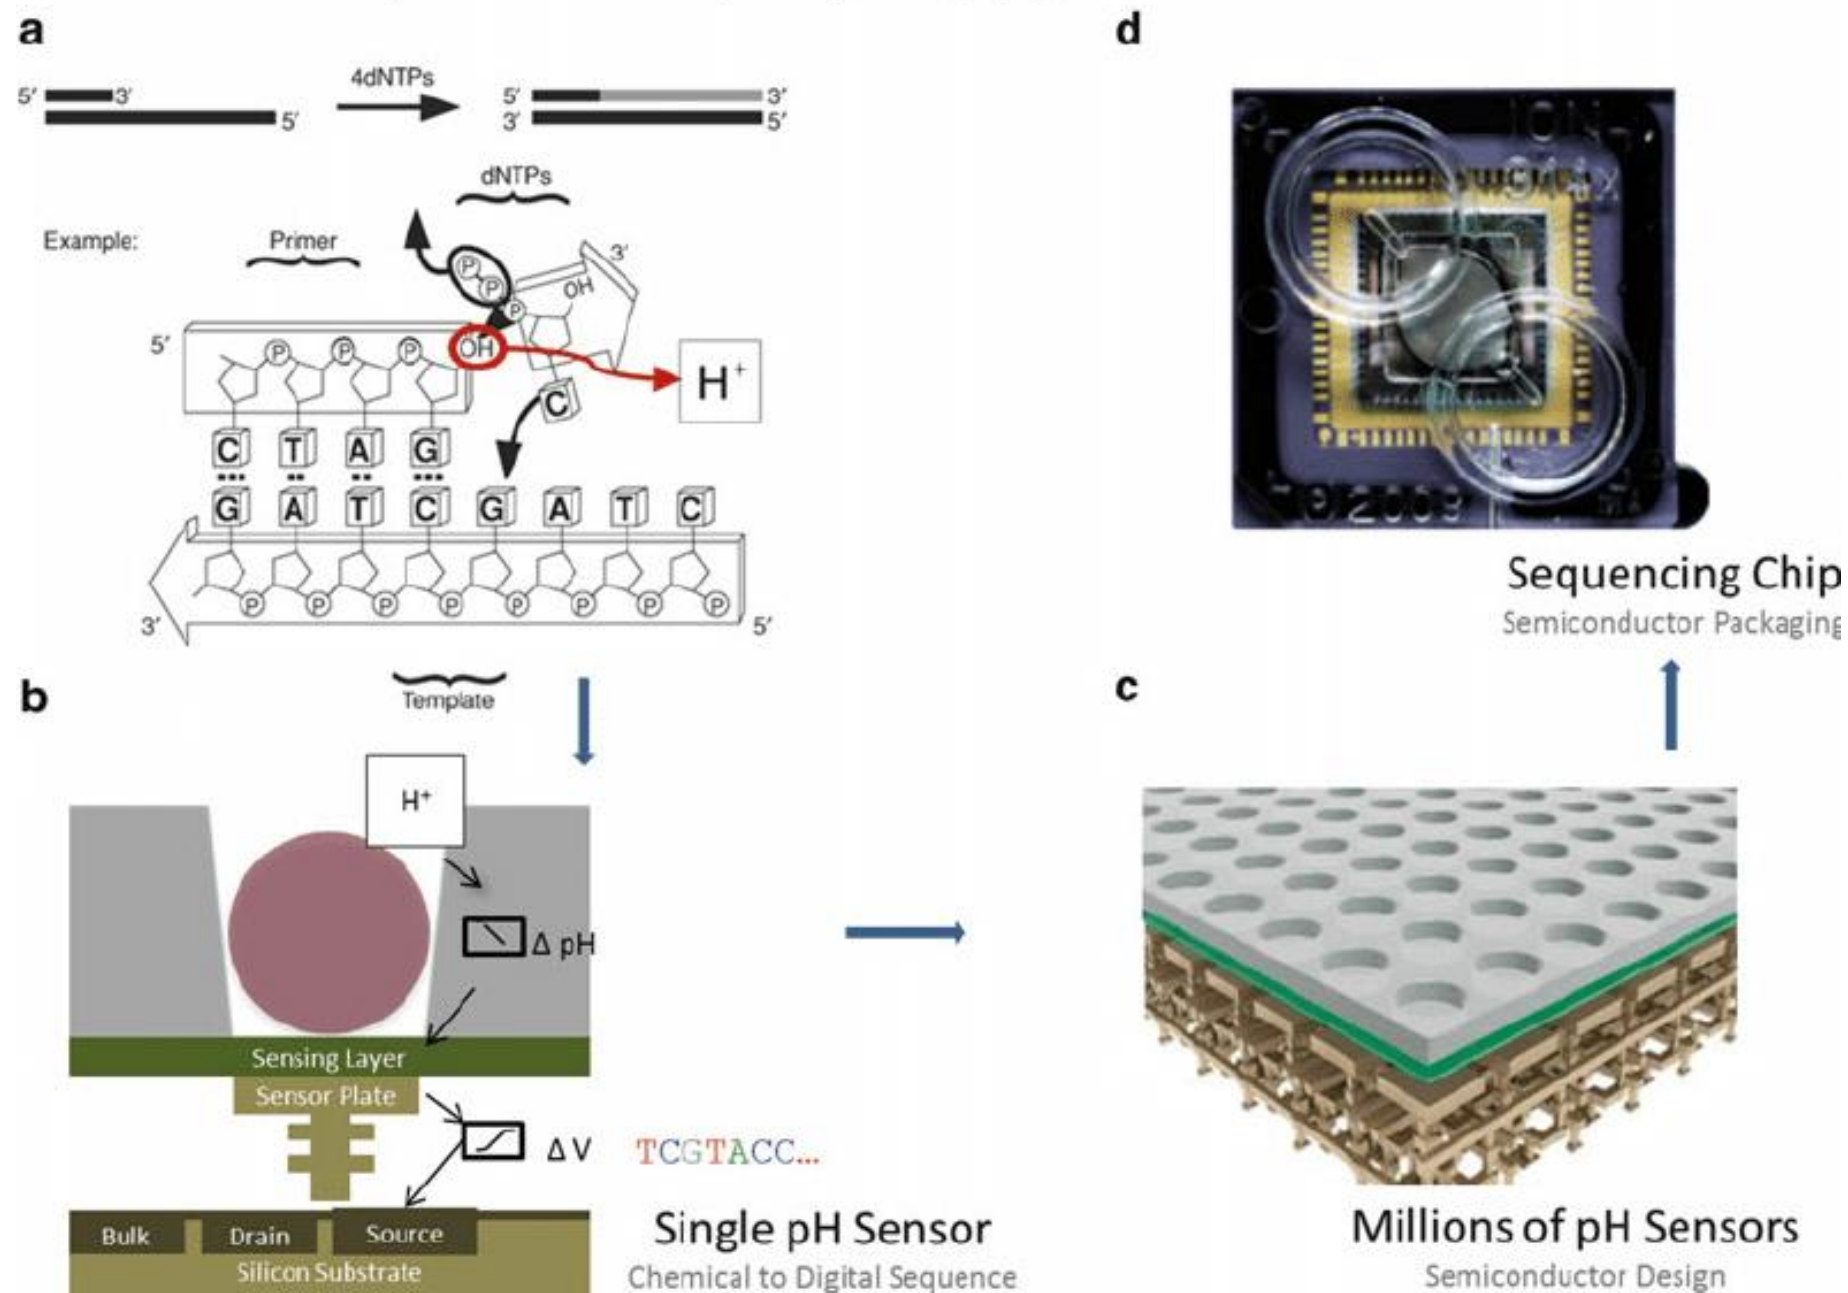 a
4dNTPs
5′ 3′
5′
5′ 3′
3′ 5′
dNTPs
Example:
Primer
3′
P
P
P
OH
5′
P P P
OH
H⁺
C
C T A G
G A T C G A T C
P P P P P P P P
3′
5′
Template
b
H⁺
Δ pH
Sensing Layer
Sensor Plate
Δ V
TCGTACC...
Bulk Drain Source
Silicon Substrate
Single pH Sensor
Chemical to Digital Sequence
d
ION
©2009
Sequencing Chip
Semiconductor Packaging
c
Millions of pH Sensors
Semiconductor Design